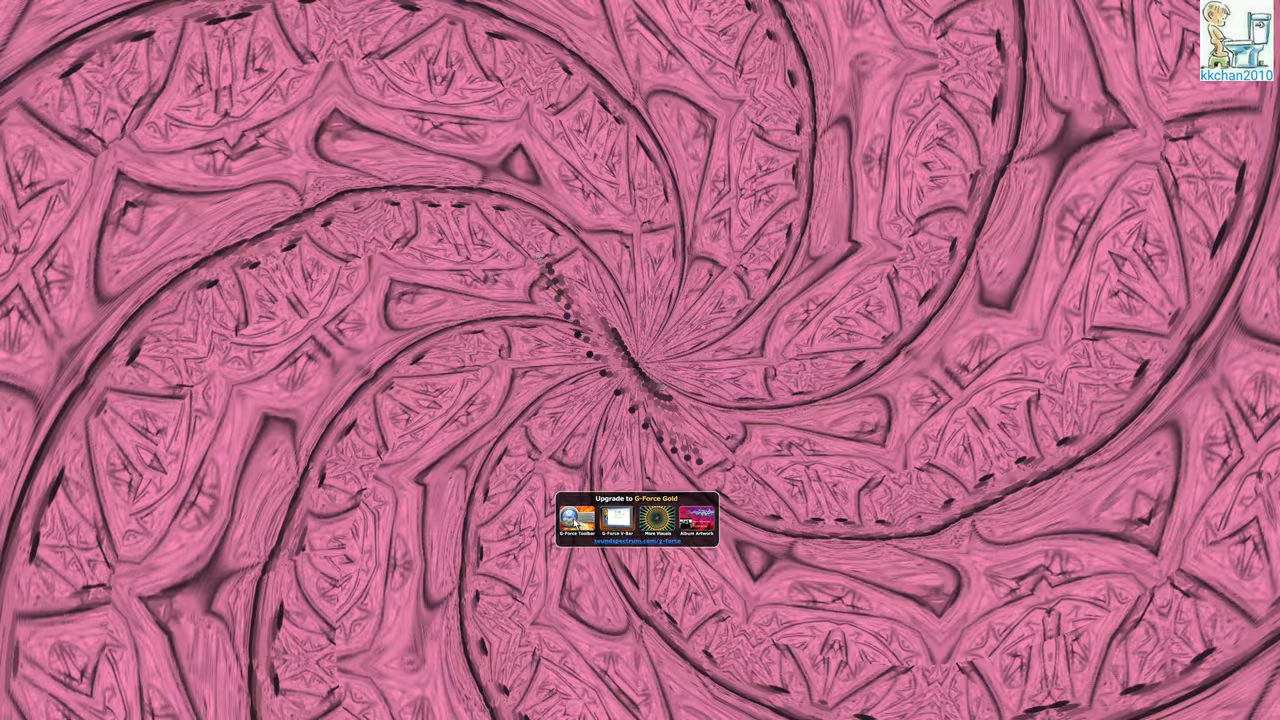 kkchan2010
Upgrade to G-Force Gold
G-Force Toolbar G-Force V-Bar More Visuals Album Artwork
soundspectrum.com/g-force